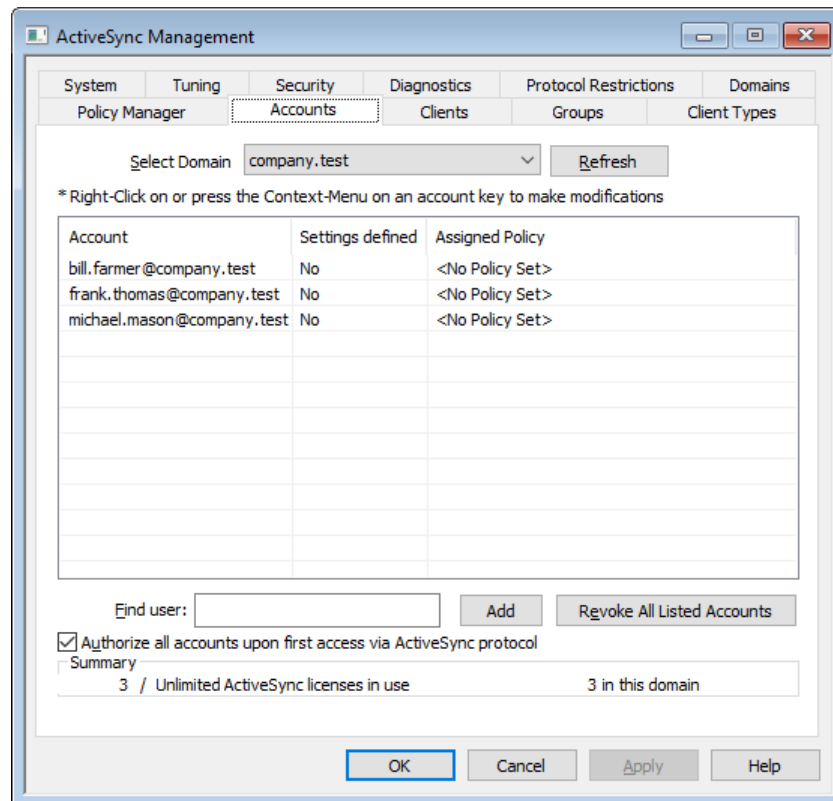 ActiveSync Management
System Tuning Security Diagnostics Protocol Restrictions Domains
Policy Manager Accounts Clients Groups Client Types
Select Domain company.test Refresh
* Right-Click on or press the Context-Menu on an account key to make modifications
Account Settings defined Assigned Policy
bill.farmer@company.test No <No Policy Set>
frank.thomas@company.test No <No Policy Set>
michael.mason@company.test No <No Policy Set>
Find user: Add Revoke All Listed Accounts
Authorize all accounts upon first access via ActiveSync protocol
Summary
3 / Unlimited ActiveSync licenses in use 3 in this domain
OK Cancel Apply Help